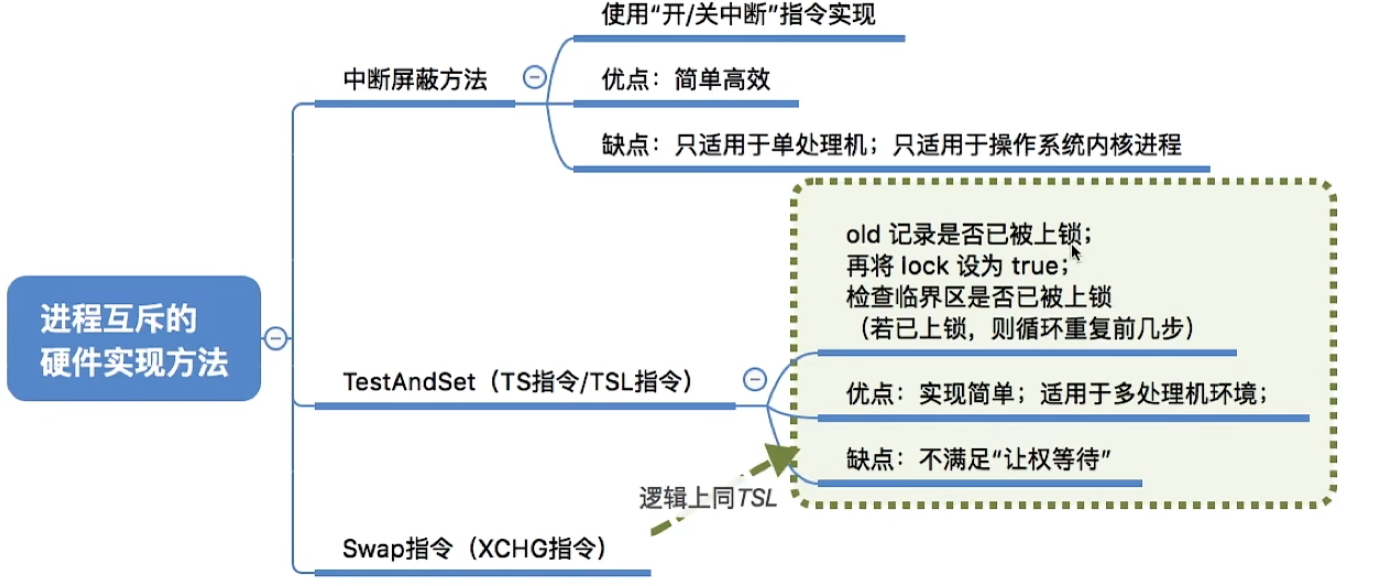 使用“开/关中断”指令实现
中断屏蔽方法
优点：简单高效
缺点：只适用于单处理机；只适用于操作系统内核进程
进程互斥的
硬件实现方法
old 记录是否已被上锁；
再将 lock 设为 true；
检查临界区是否已被上锁
（若已上锁，则循环重复前几步）
TestAndSet（TS指令/TSL指令）
优点：实现简单；适用于多处理机环境；
缺点：不满足“让权等待”
逻辑上同TSL
Swap指令（XCHG指令）